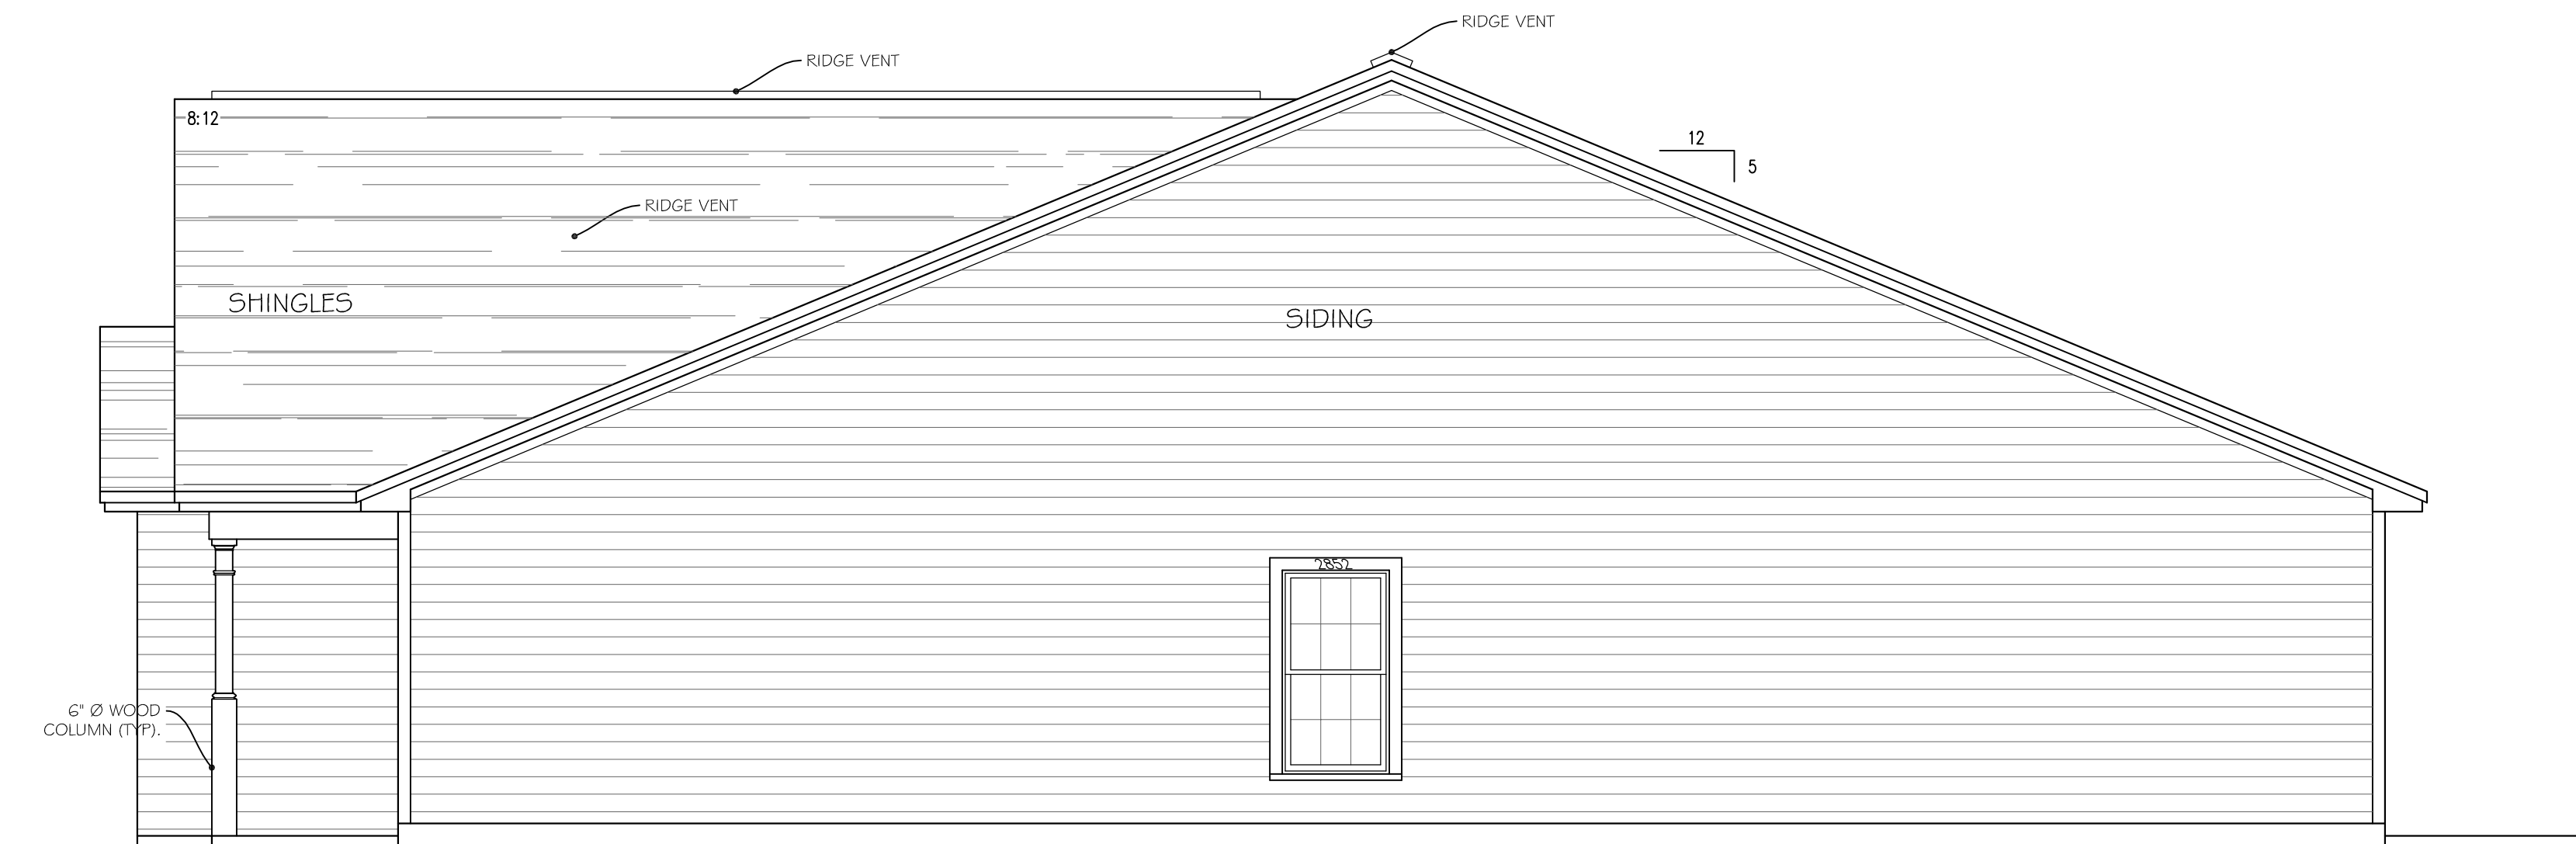 RIDGE VENT
RIDGE VENT
8:12
12
5
RIDGE VENT
SHINGLES
SIDING
2852
6" Ø WOOD
COLUMN (TYP).